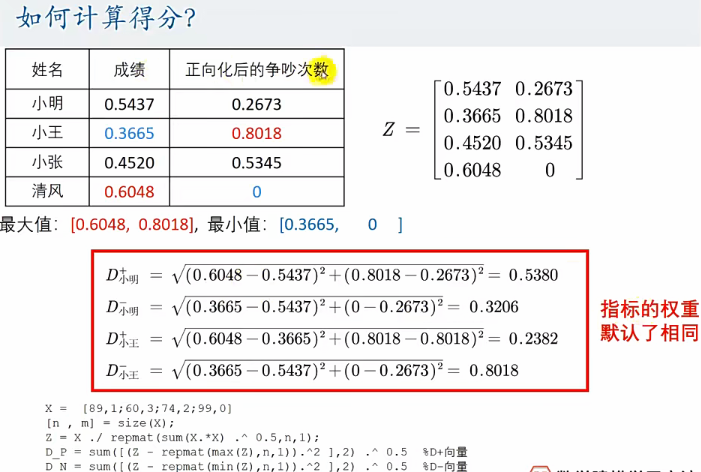 如何计算得分?
姓名 成绩 正向化后的争吵次数
小明 0.5437 0.2673
小王 0.3665 0.8018
小张 0.4520 0.5345
清风 0.6048 0
Z = [0.5437 0.2673
0.3665 0.8018
0.4520 0.5345
0.6048 0]
最大值: [0.6048, 0.8018], 最小值: [0.3665, 0 ]
D⁺小明 = √(0.6048−0.5437)²+(0.8018−0.2673)² = 0.5380
D⁻小明 = √(0.3665−0.5437)²+(0−0.2673)² = 0.3206
D⁺小王 = √(0.6048−0.3665)²+(0.8018−0.8018)² = 0.2382
D⁻小王 = √(0.3665−0.5437)²+(0−0.2673)² = 0.8018
指标的权重
默认了相同
X = [89,1;60,3;74,2;99,0]
[n , m] = size(X);
Z = X ./ repmat(sum(X.*X) .^ 0.5,n,1);
D_P = sum([(Z - repmat(max(Z),n,1)).^2 ],2) .^ 0.5 %D+向量
D_N = sum([(Z - repmat(min(Z),n,1)).^2 ],2) .^ 0.5 %D-向量